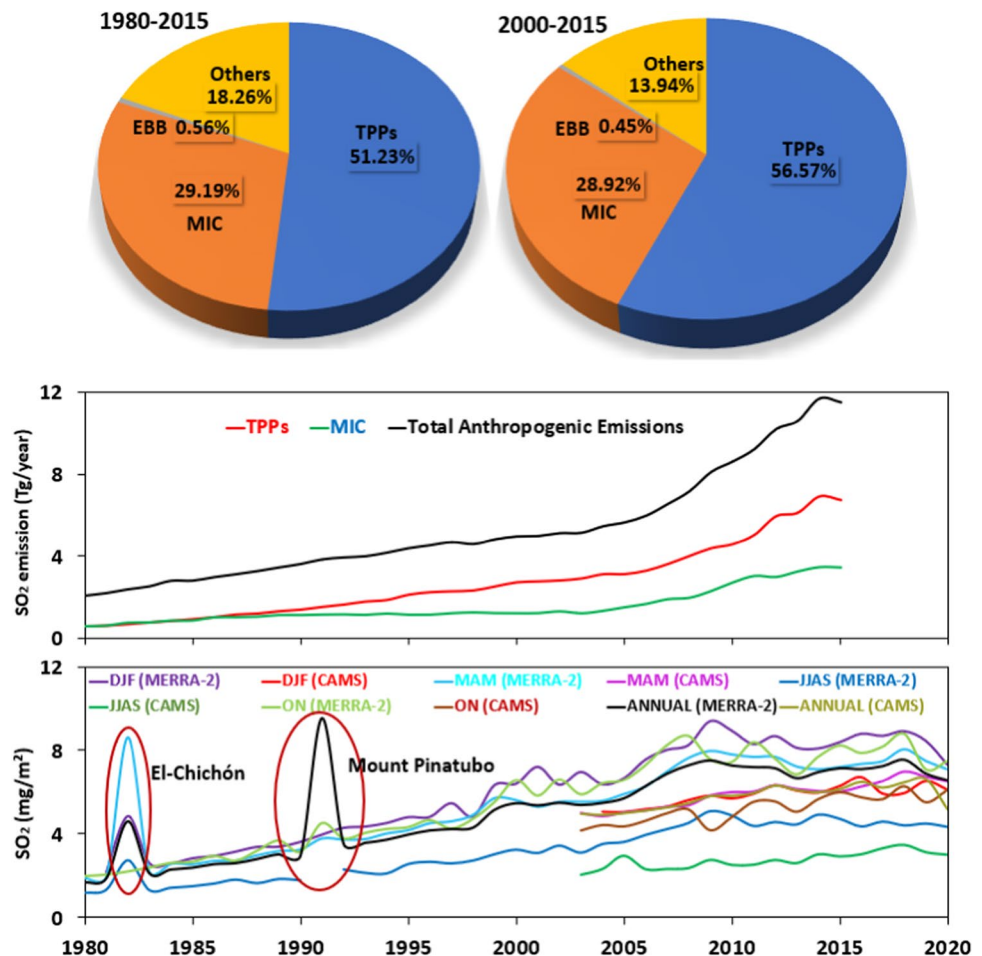 1980-2015
Others
18.26%
EBB 0.56%
TPPs
51.23%
29.19%
MIC
2000-2015
Others
13.94%
EBB 0.45%
TPPs
56.57%
28.92%
MIC
SO₂ emission (Tg/year)
12
8
4
0
TPPs MIC Total Anthropogenic Emissions
SO₂ (mg/m²)
12
8
4
0
DJF (MERRA-2) DJF (CAMS) MAM (MERRA-2) MAM (CAMS) JJAS (MERRA-2)
JJAS (CAMS) ON (MERRA-2) ON (CAMS) ANNUAL (MERRA-2) ANNUAL (CAMS)
El-Chichón
Mount Pinatubo
1980 1985 1990 1995 2000 2005 2010 2015 2020